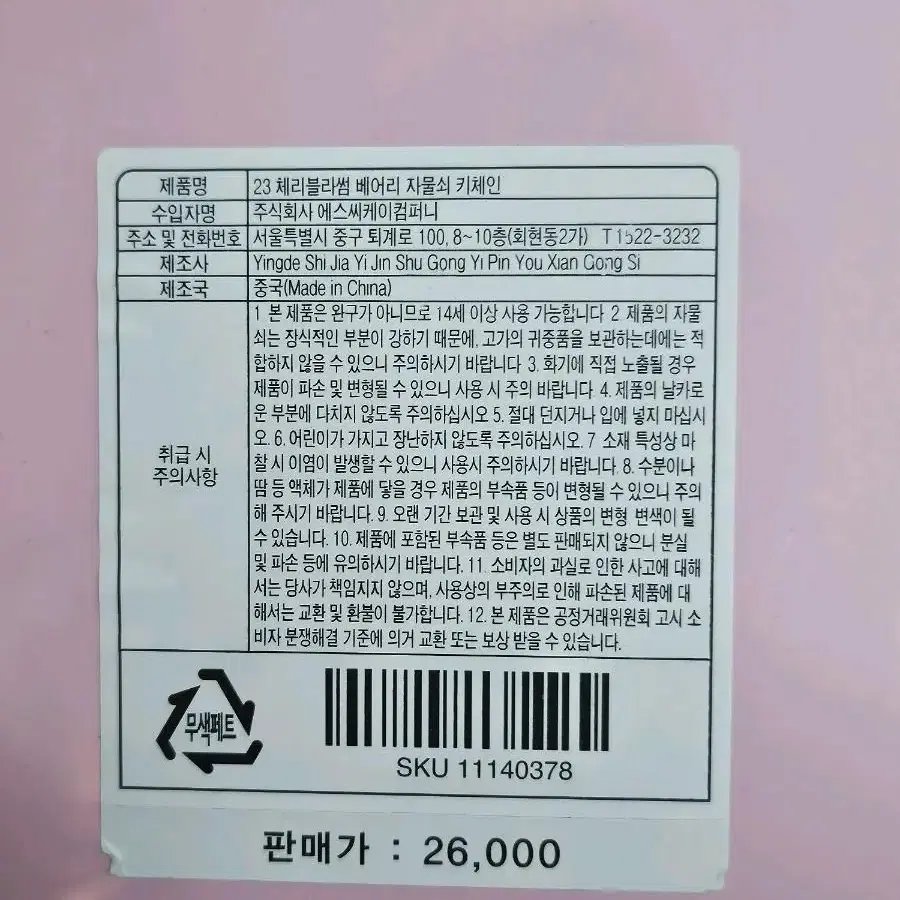 제품명 23 체리블라썸 베어리 자물쇠 키체인
수입자명 주식회사 에스씨케이컴퍼니
주소 및 전화번호 서울특별시 중구 퇴계로 100, 8~10층(회현동2가) T 1522-3232
제조사 Yingde Shi Jia Yi Jin Shu Gong Yi Pin You Xian Gong Si
제조국 중국(Made in China)
취급 시
주의사항
1 본 제품은 완구가 아니므로 14세 이상 사용 가능합니다 2 제품의 자물
쇠는 장식적인 부분이 강하기 때문에, 고가의 귀중품을 보관하는데에는 적
합하지 않을 수 있으니 주의하시기 바랍니다 3. 화기에 직접 노출될 경우
제품이 파손 및 변형될 수 있으니 사용 시 주의 바랍니다 4. 제품의 날카로
운 부분에 다치지 않도록 주의하십시오 5. 절대 던지거나 입에 넣지 마십시
오. 6. 어린이가 가지고 장난하지 않도록 주의하십시오. 7 소재 특성상 마
찰 시 이염이 발생할 수 있으니 사용시 주의하시기 바랍니다. 8. 수분이나
땀 등 액체가 제품에 닿을 경우 제품의 부속품 등이 변형될 수 있으니 주의
해 주시기 바랍니다. 9. 오랜 기간 보관 및 사용 시 상품의 변형 변색이 될
수 있습니다. 10. 제품에 포함된 부속품 등은 별도 판매되지 않으니 분실
및 파손 등에 유의하시기 바랍니다. 11. 소비자의 과실로 인한 사고에 대해
서는 당사가 책임지지 않으며, 사용상의 부주의로 인해 파손된 제품에 대
해서는 교환 및 환불이 불가합니다. 12. 본 제품은 공정거래위원회 고시 소
비자 분쟁해결 기준에 의거 교환 또는 보상 받을 수 있습니다.
무색페트
SKU 11140378
판매가 : 26,000